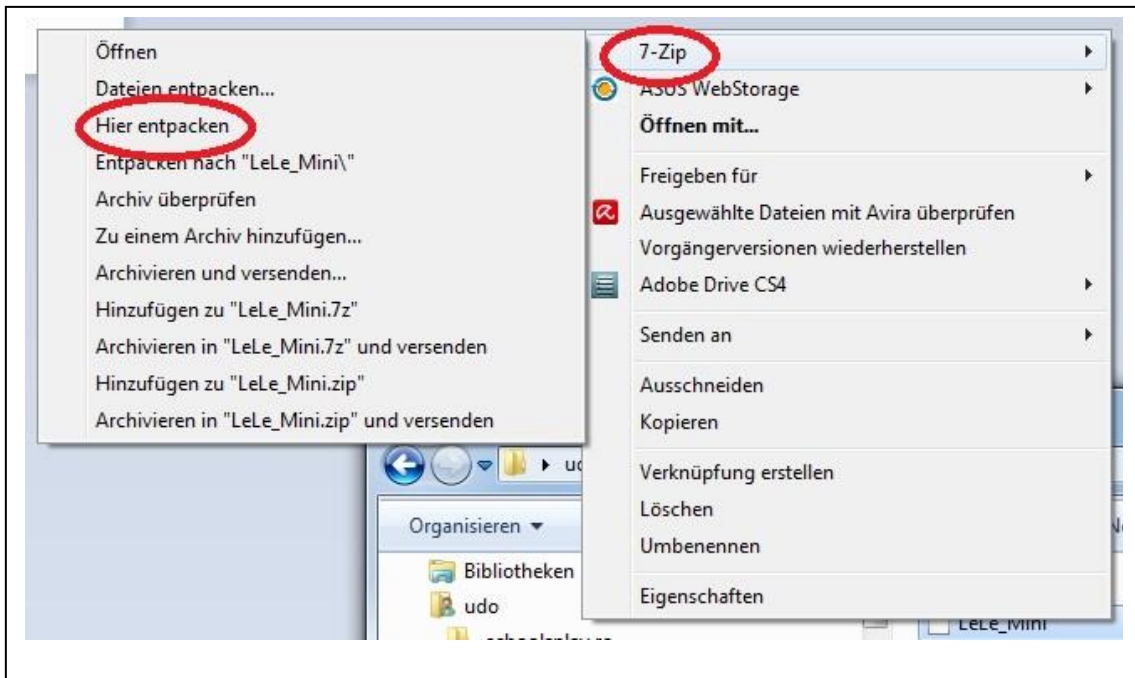 Öffnen
Dateien entpacken...
Hier entpacken
Entpacken nach "LeLe_Mini\"
Archiv überprüfen
Zu einem Archiv hinzufügen...
Archivieren und versenden...
Hinzufügen zu "LeLe_Mini.7z"
Archivieren in "LeLe_Mini.7z" und versenden
Hinzufügen zu "LeLe_Mini.zip"
Archivieren in "LeLe_Mini.zip" und versenden
7-Zip
ASUS WebStorage
Öffnen mit...
Freigeben für
Ausgewählte Dateien mit Avira überprüfen
Vorgängerversionen wiederherstellen
Adobe Drive CS4
Senden an
Ausschneiden
Kopieren
Verknüpfung erstellen
Löschen
Umbenennen
Eigenschaften
Organisieren
Bibliotheken
udo
LeLe_Mini